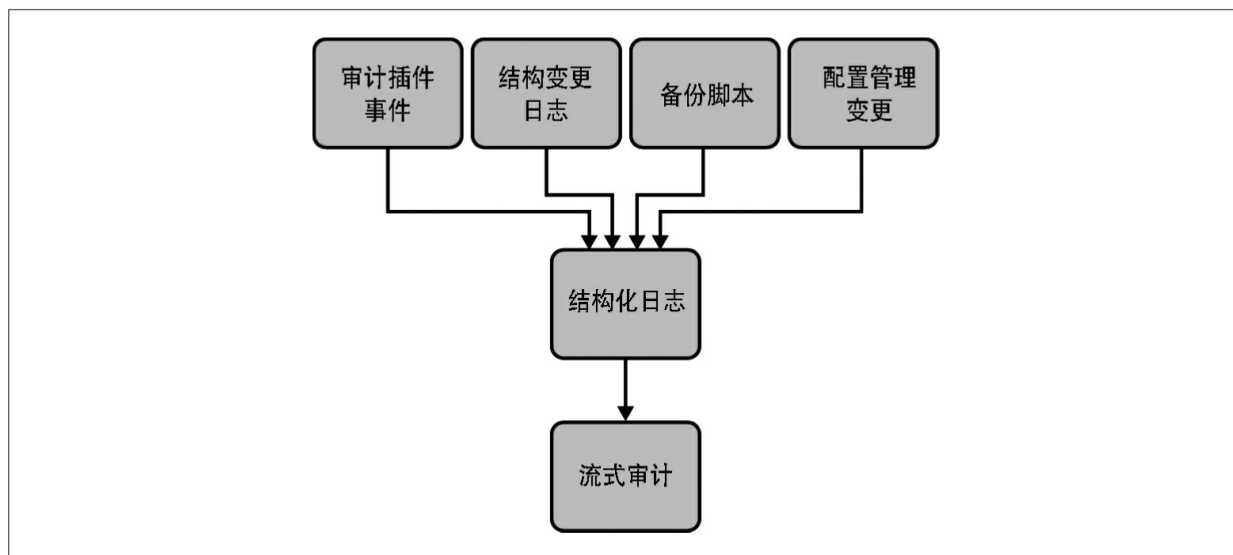 审计插件
事件
结构变更
日志
备份脚本
配置管理
变更
结构化日志
流式审计